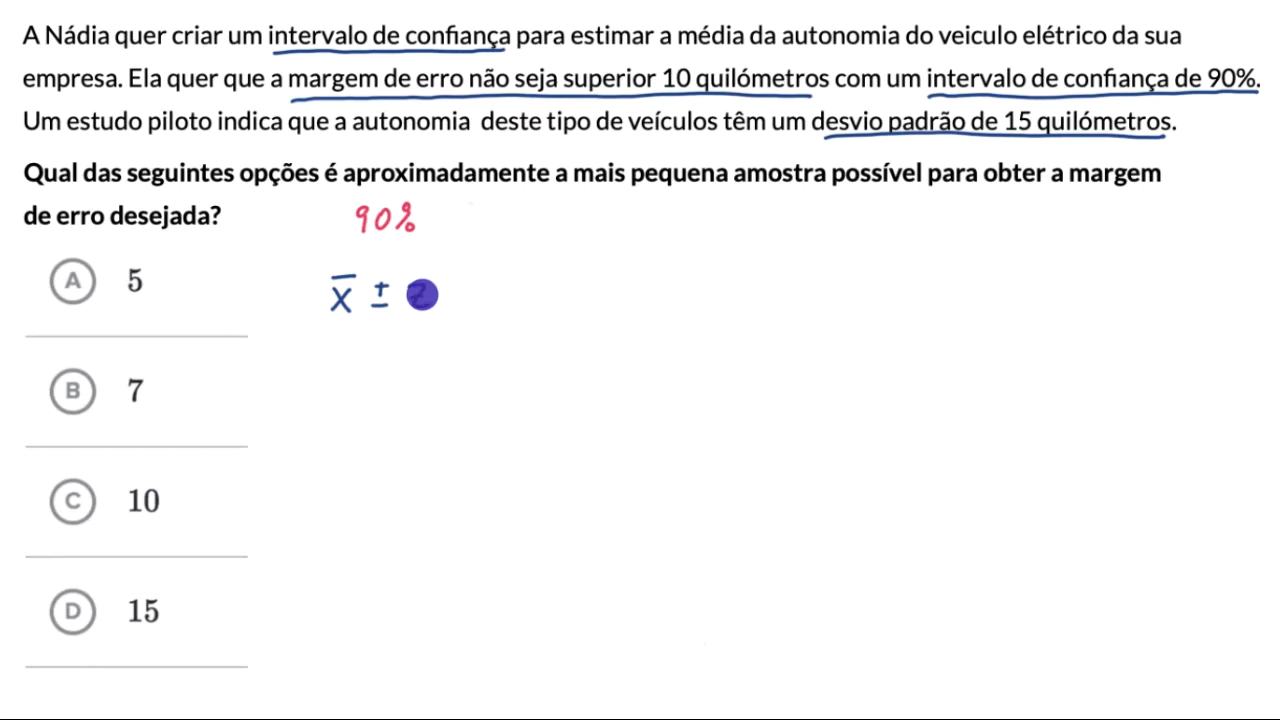 A Nádia quer criar um intervalo de confiança para estimar a média da autonomia do veiculo elétrico da sua
empresa. Ela quer que a margem de erro não seja superior 10 quilómetros com um intervalo de confiança de 90%.
Um estudo piloto indica que a autonomia deste tipo de veículos têm um desvio padrão de 15 quilómetros.
Qual das seguintes opções é aproximadamente a mais pequena amostra possível para obter a margem
de erro desejada?
90%
A 5
x̅ ±
B 7
C 10
D 15